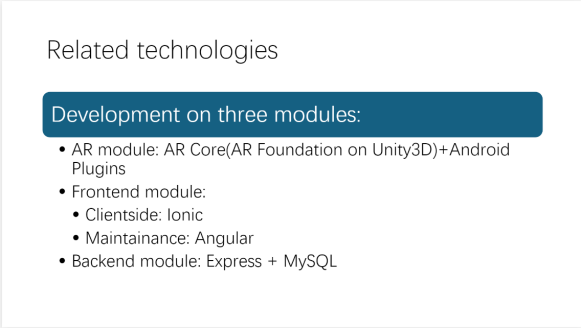 Related technologies
Development on three modules:
• AR module: AR Core(AR Foundation on Unity3D)+Android
Plugins
• Frontend module:
• Clientside: Ionic
• Maintainance: Angular
• Backend module: Express + MySQL